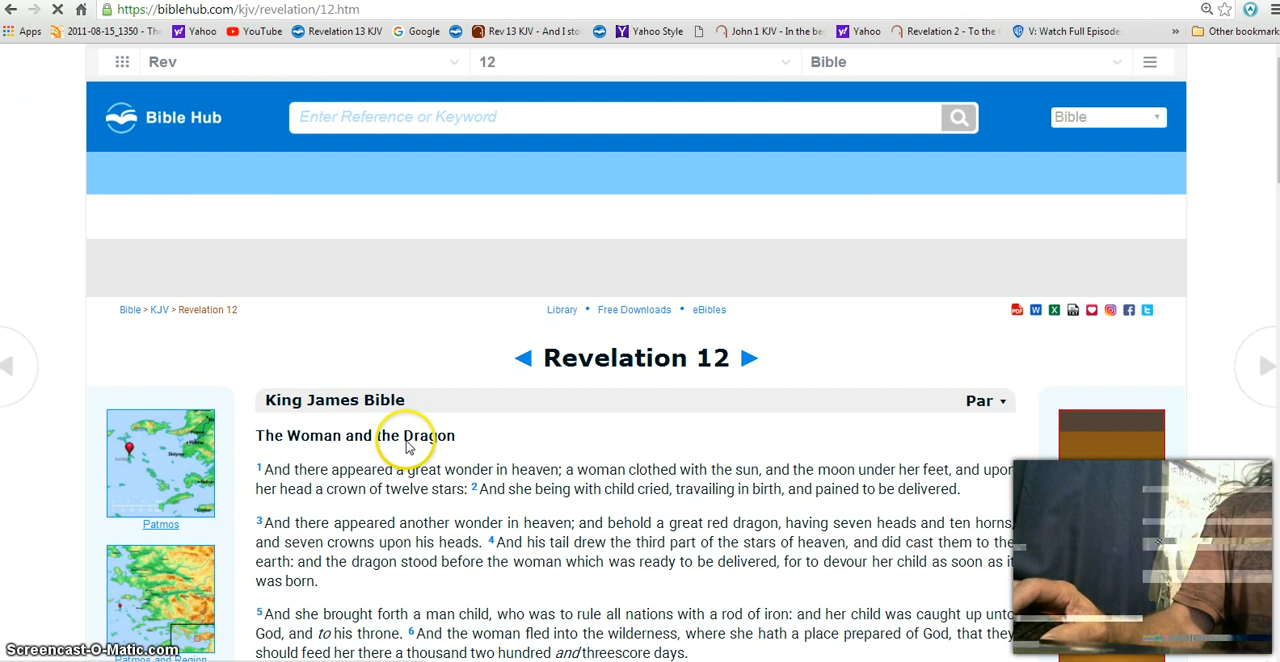 https://biblehub.com/kjv/revelation/12.htm
Apps 2011-08-15_1350 - The Yahoo YouTube Revelation 13 KJV Google Rev 13 KJV - And I sto Yahoo Style John 1 KJV - In the be Yahoo Revelation 2 - To the V: Watch Full Episode » Other bookmark
Rev 12 Bible
Bible Hub Enter Reference or Keyword Bible
Bible > KJV > Revelation 12 Library • Free Downloads • eBibles
Revelation 12
King James Bible Par
The Woman and the Dragon
1 And there appeared a great wonder in heaven; a woman clothed with the sun, and the moon under her feet, and upon
her head a crown of twelve stars: 2 And she being with child cried, travailing in birth, and pained to be delivered.
3 And there appeared another wonder in heaven; and behold a great red dragon, having seven heads and ten horns,
and seven crowns upon his heads. 4 And his tail drew the third part of the stars of heaven, and did cast them to the
earth: and the dragon stood before the woman which was ready to be delivered, for to devour her child as soon as it
was born.
5 And she brought forth a man child, who was to rule all nations with a rod of iron: and her child was caught up unto
God, and to his throne. 6 And the woman fled into the wilderness, where she hath a place prepared of God, that they
should feed her there a thousand two hundred and threescore days.
Patmos
Patmos and Region
Screencast-O-Matic.com